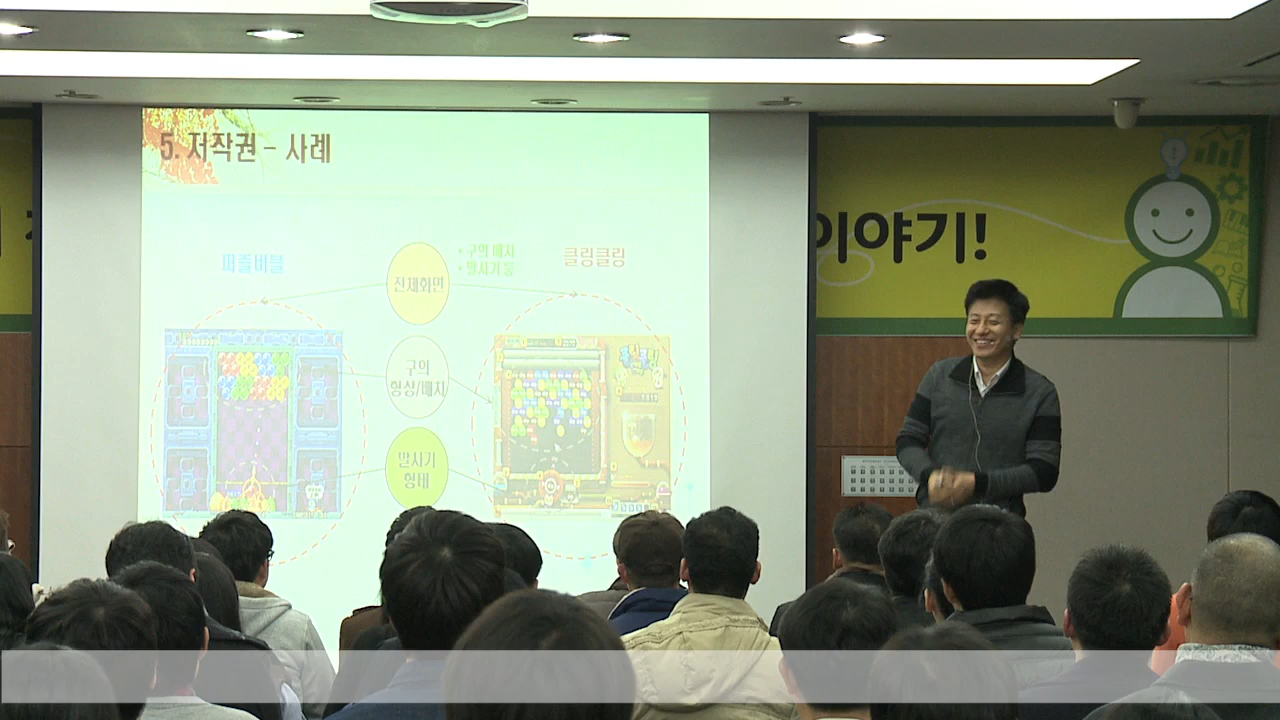 5. 저작권 - 사례
퍼즐버블
전체화면
• 구의 배치
• 발사기 등
클링클링
구의
형상/배치
발사기
형태
이야기!